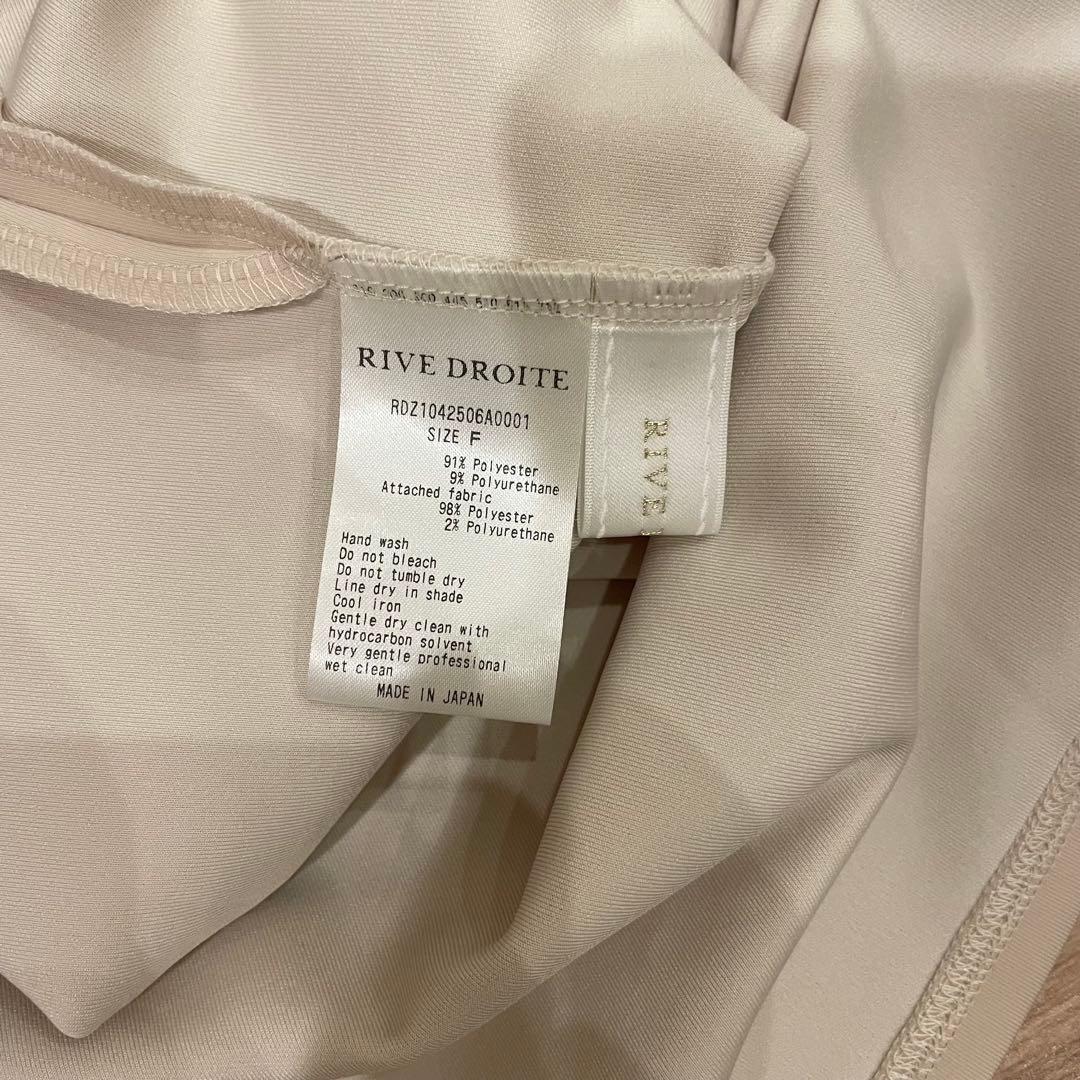 RIVE DROITE
RDZ1042506A0001
SIZE F
91% Polyester
9% Polyurethane
Attached fabric
98% Polyester
2% Polyurethane
Hand wash
Do not bleach
Do not tumble dry
Line dry in shade
Cool iron
Gentle dry clean with
hydrocarbon solvent
Very gentle professional
wet clean
MADE IN JAPAN
RIVE